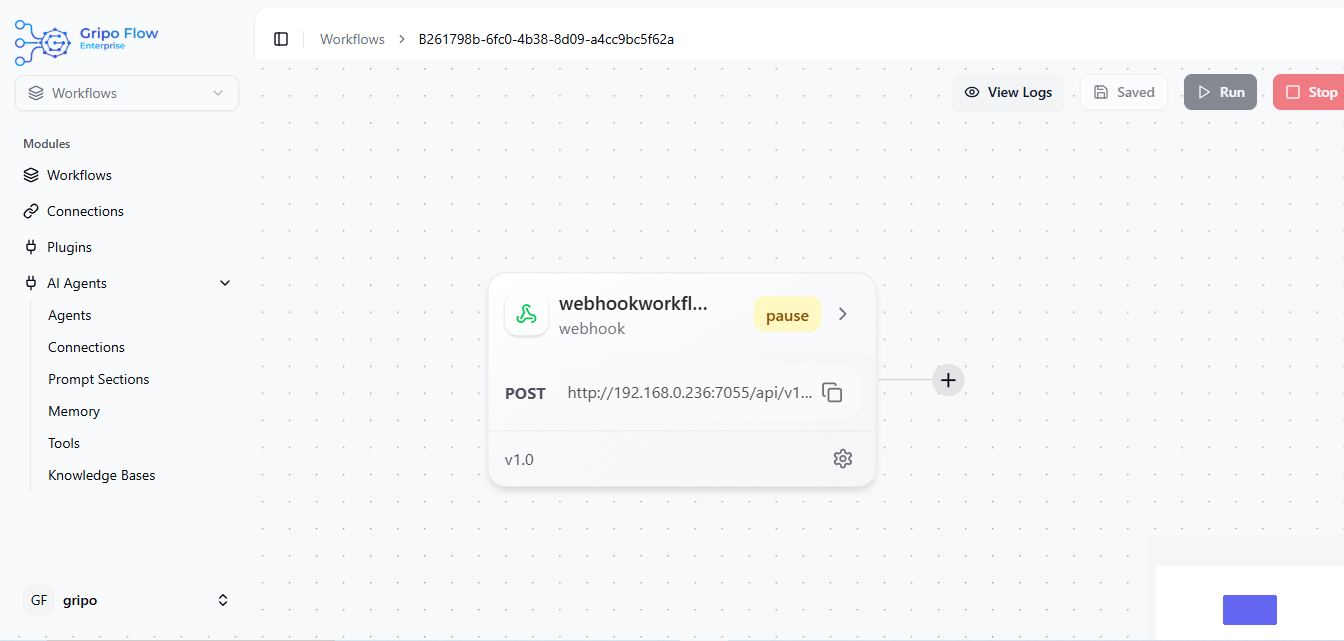 Gripo Flow
Enterprise
Workflows
Modules
Workflows
Connections
Plugins
AI Agents
Agents
Connections
Prompt Sections
Memory
Tools
Knowledge Bases
GF gripo
Workflows > B261798b-6fc0-4b38-8d09-a4cc9bc5f62a
View Logs Saved Run Stop
webhookworkfl...
webhook
pause
POST http://192.168.0.236:7055/api/v1...
v1.0